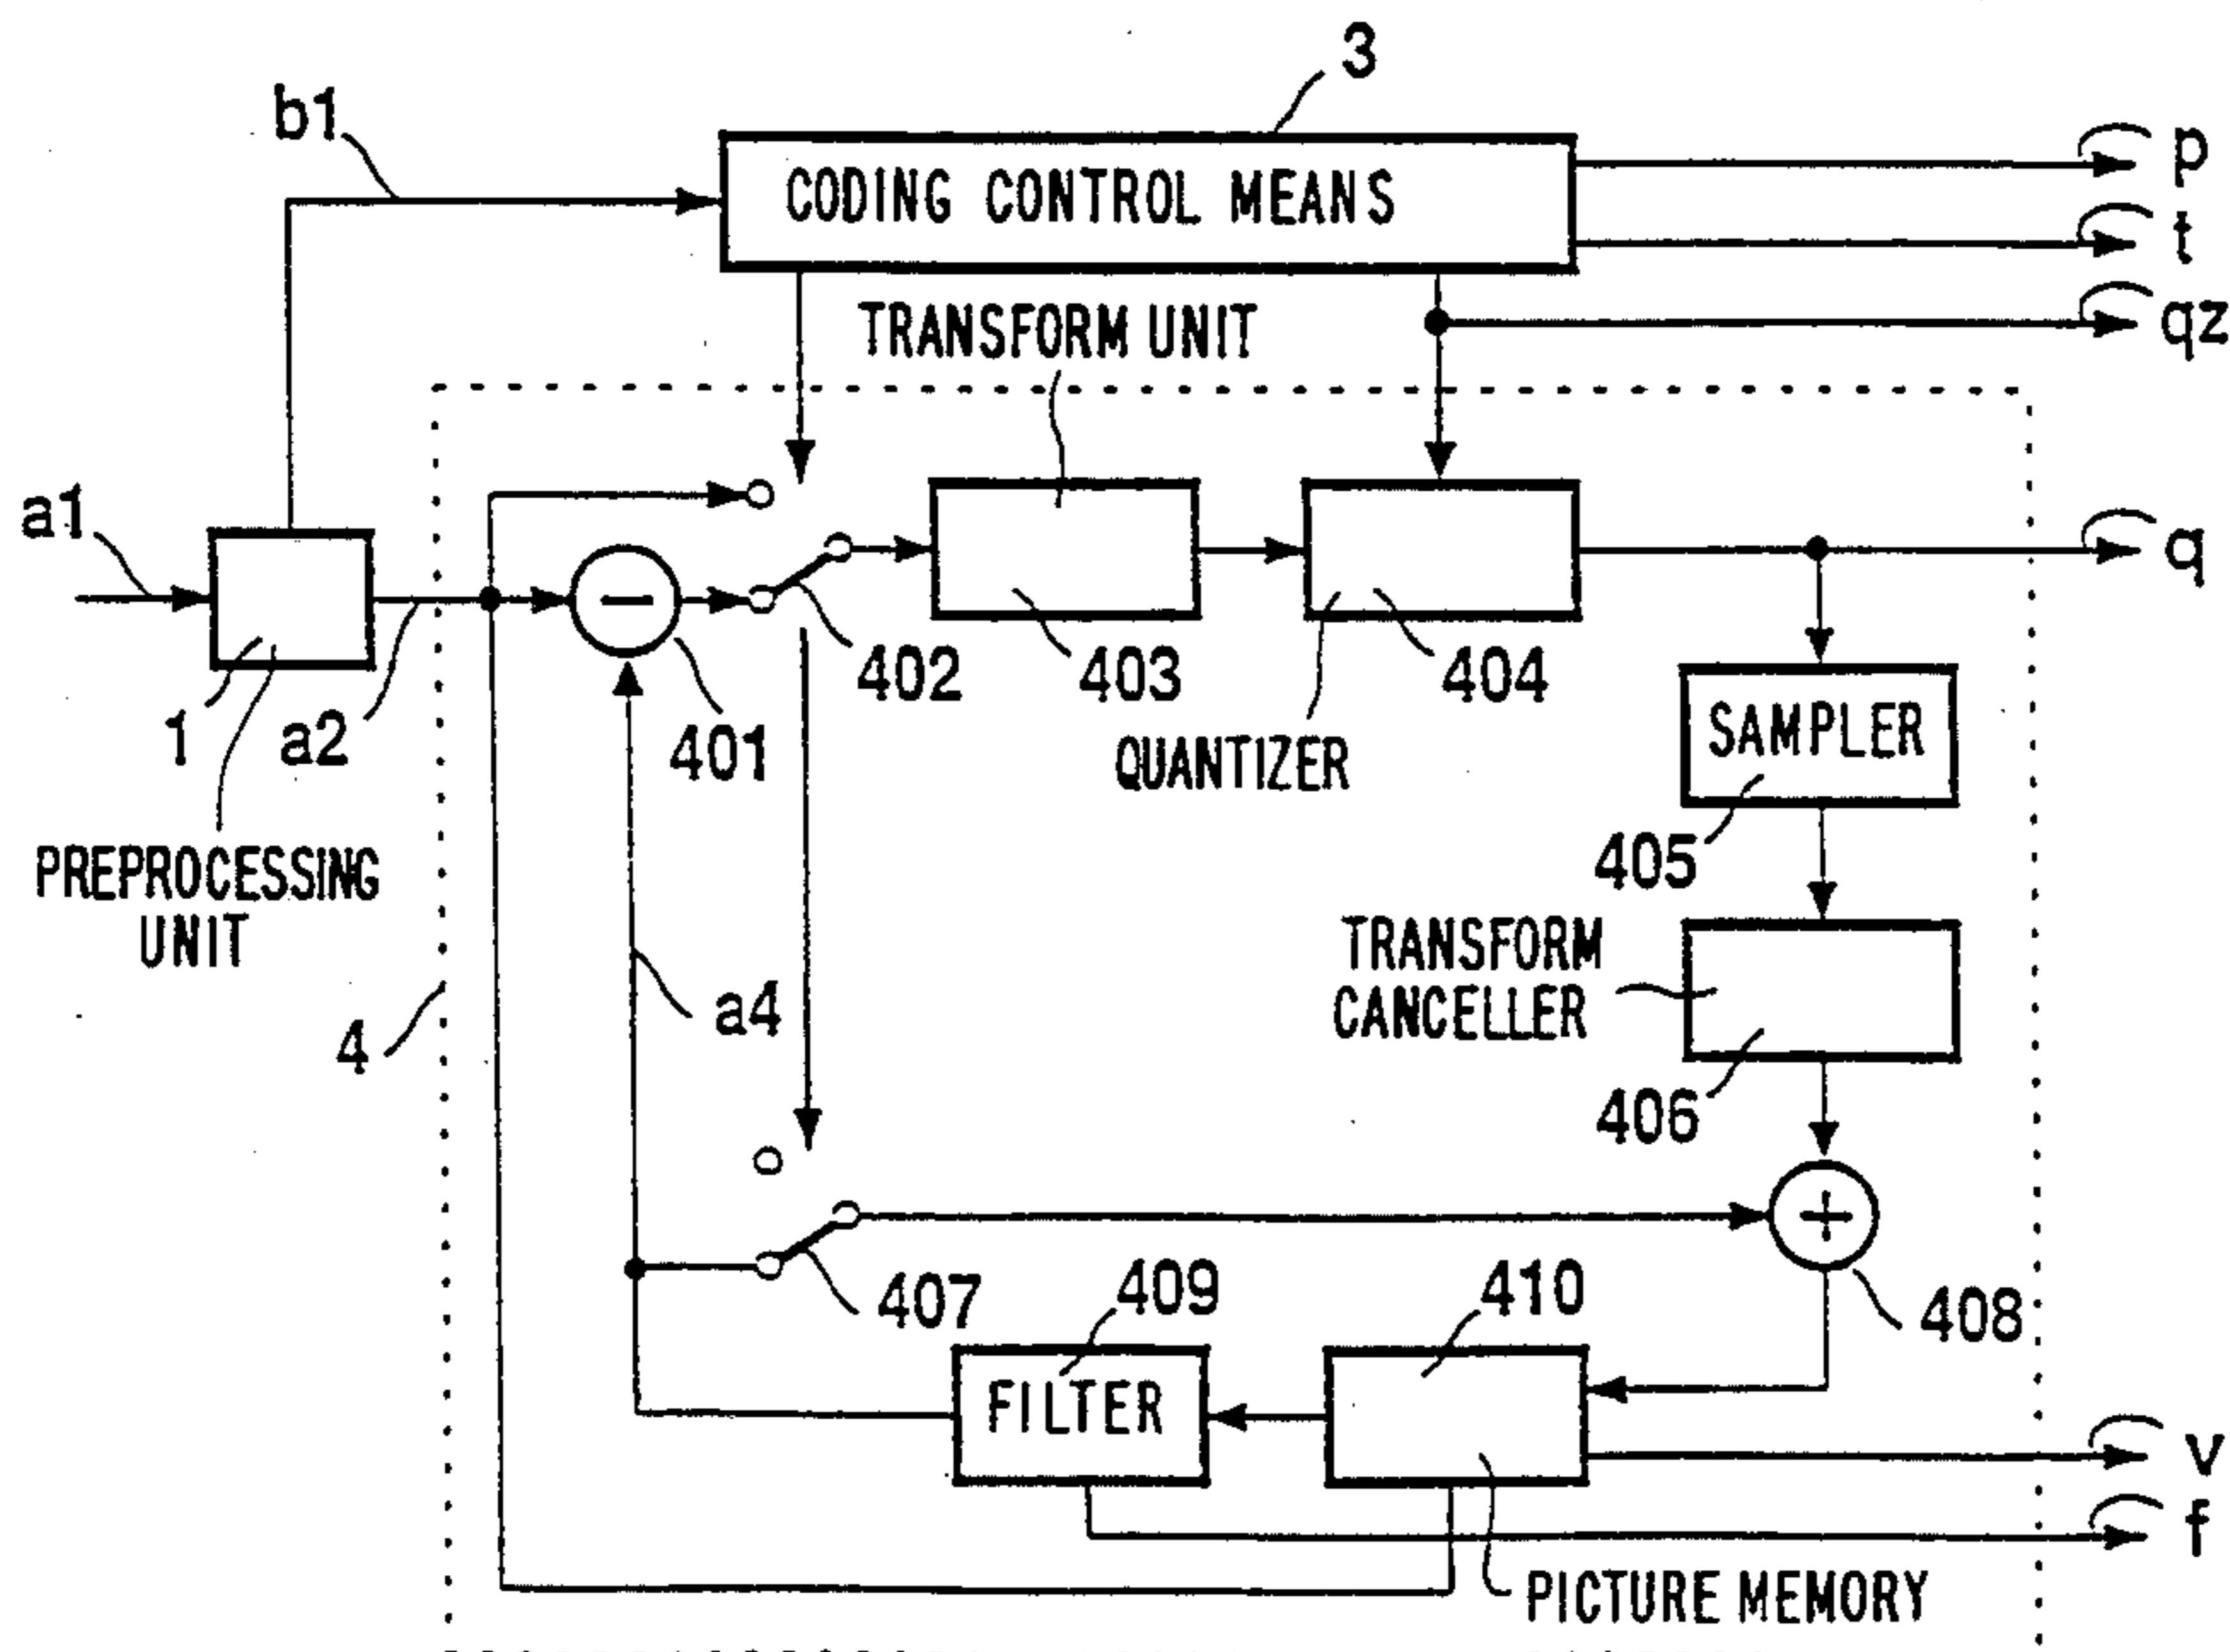 3
b1
p
CODING CONTROL MEANS
t
TRANSFORM UNIT
qz
a1
q
402
403
404
1
a2
401
QUANTIZER
SAMPLER
405
PREPROCESSING
UNIT
TRANSFORM
CANCELLER
a4
4
406
407
409
410
408
FILTER
v
f
PICTURE MEMORY